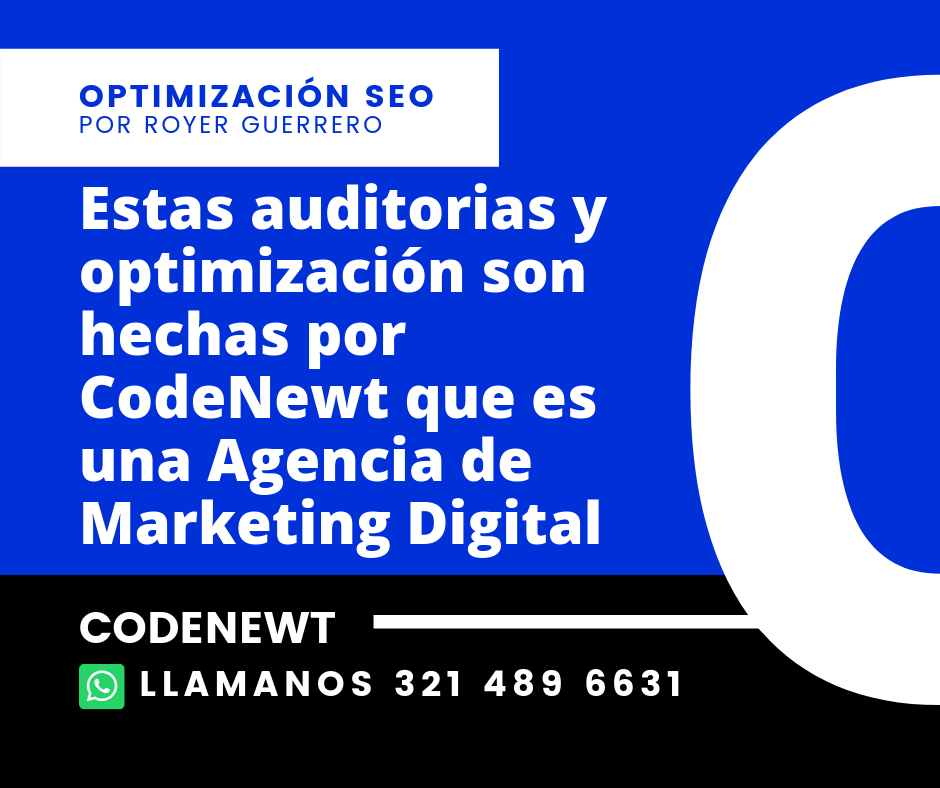 OPTIMIZACIÓN SEO
POR ROYER GUERRERO
Estas auditorias y
optimización son
hechas por
CodeNewt que es
una Agencia de
Marketing Digital
CODENEWT
LLAMANOS 321 489 6631